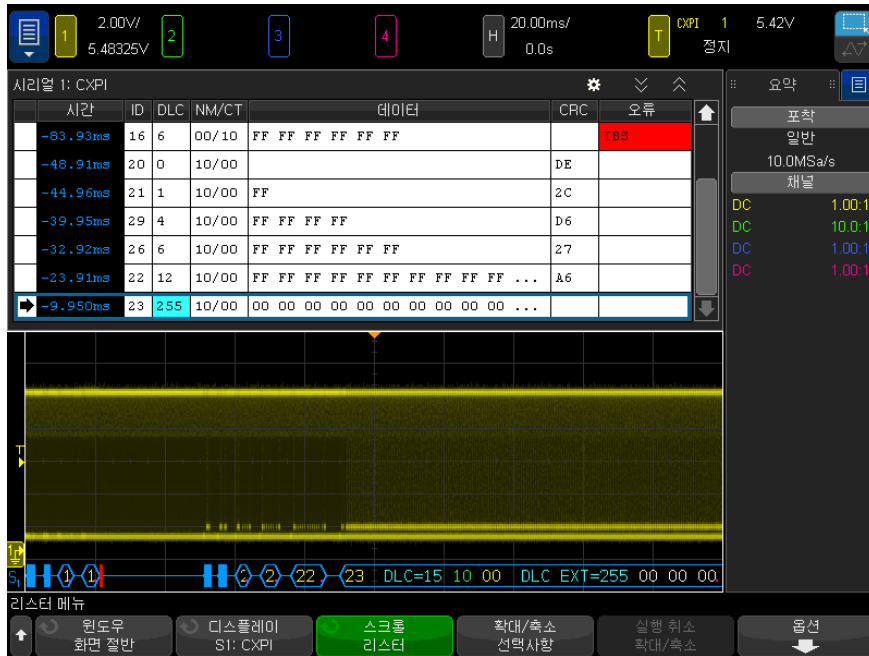 1 2.00V/ 5.48325V 2 3 4 H 20.00ms/ 0.0s T CXPI 1 5.42V 정지
시리얼 1: CXPI
시간 ID DLC NM/CT 데이터 CRC 오류
-83.93ms 16 6 00/10 FF FF FF FF FF FF IBS
-48.91ms 20 0 10/00 DE
-44.96ms 21 1 10/00 FF 2C
-39.95ms 29 4 10/00 FF FF FF FF D6
-32.92ms 26 6 10/00 FF FF FF FF FF FF 27
-23.91ms 22 12 10/00 FF FF FF FF FF FF FF FF FF FF ... A6
-9.950ms 23 255 10/00 00 00 00 00 00 00 00 00 00 00 ...
요약
포착
일반
10.0MSa/s
채널
DC 1.00:1
DC 10.0:1
DC 1.00:1
DC 1.00:1
T
1
S1 1 1 2 2 22 23 DLC=15 10 00 DLC EXT=255 00 00 00
리스터 메뉴
윈도우
화면 절반
디스플레이
S1: CXPI
스크롤
리스터
확대/축소
선택사항
실행 취소
확대/축소
옵션